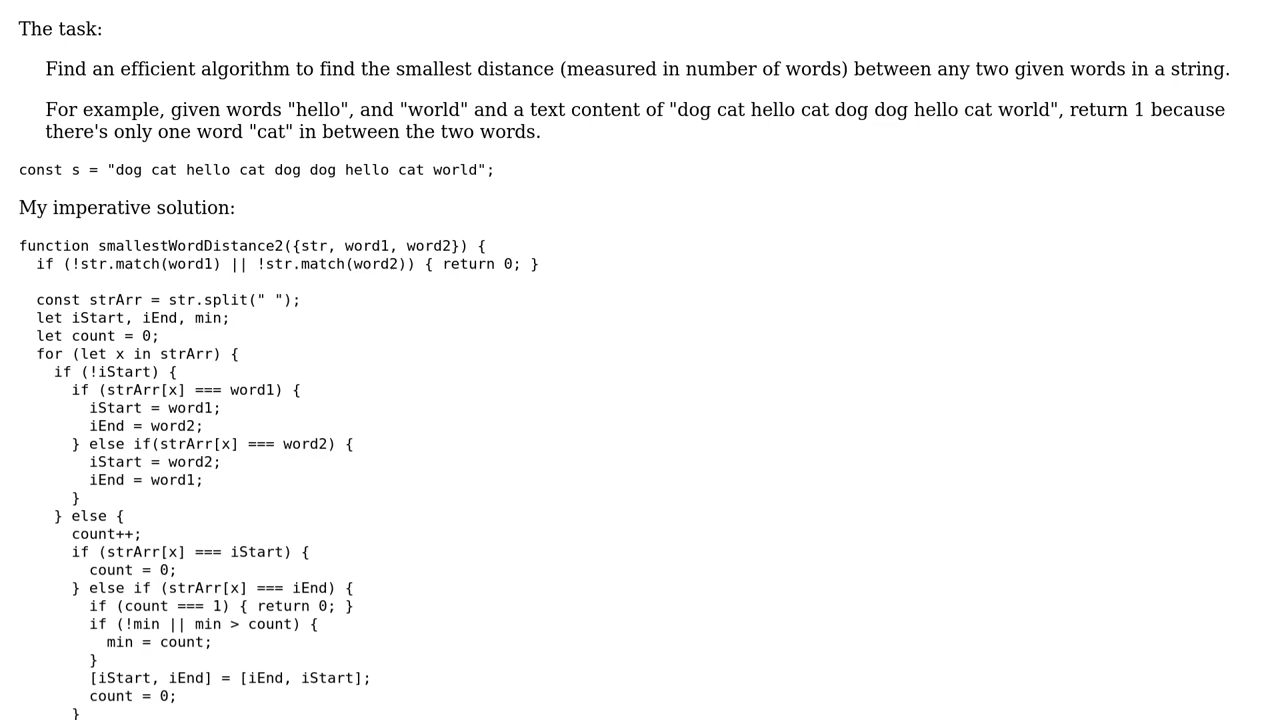 The task:
Find an efficient algorithm to find the smallest distance (measured in number of words) between any two given words in a string.
For example, given words "hello", and "world" and a text content of "dog cat hello cat dog dog hello cat world", return 1 because
there's only one word "cat" in between the two words.
const s = "dog cat hello cat dog dog hello cat world";
My imperative solution:
function smallestWordDistance2({str, word1, word2}) {
  if (!str.match(word1) || !str.match(word2)) { return 0; }
  const strArr = str.split(" ");
  let iStart, iEnd, min;
  let count = 0;
  for (let x in strArr) {
    if (!iStart) {
      if (strArr[x] === word1) {
        iStart = word1;
        iEnd = word2;
      } else if(strArr[x] === word2) {
        iStart = word2;
        iEnd = word1;
      }
    } else {
      count++;
      if (strArr[x] === iStart) {
        count = 0;
      } else if (strArr[x] === iEnd) {
        if (count === 1) { return 0; }
        if (!min || min > count) {
          min = count;
        }
        [iStart, iEnd] = [iEnd, iStart];
        count = 0;
      }